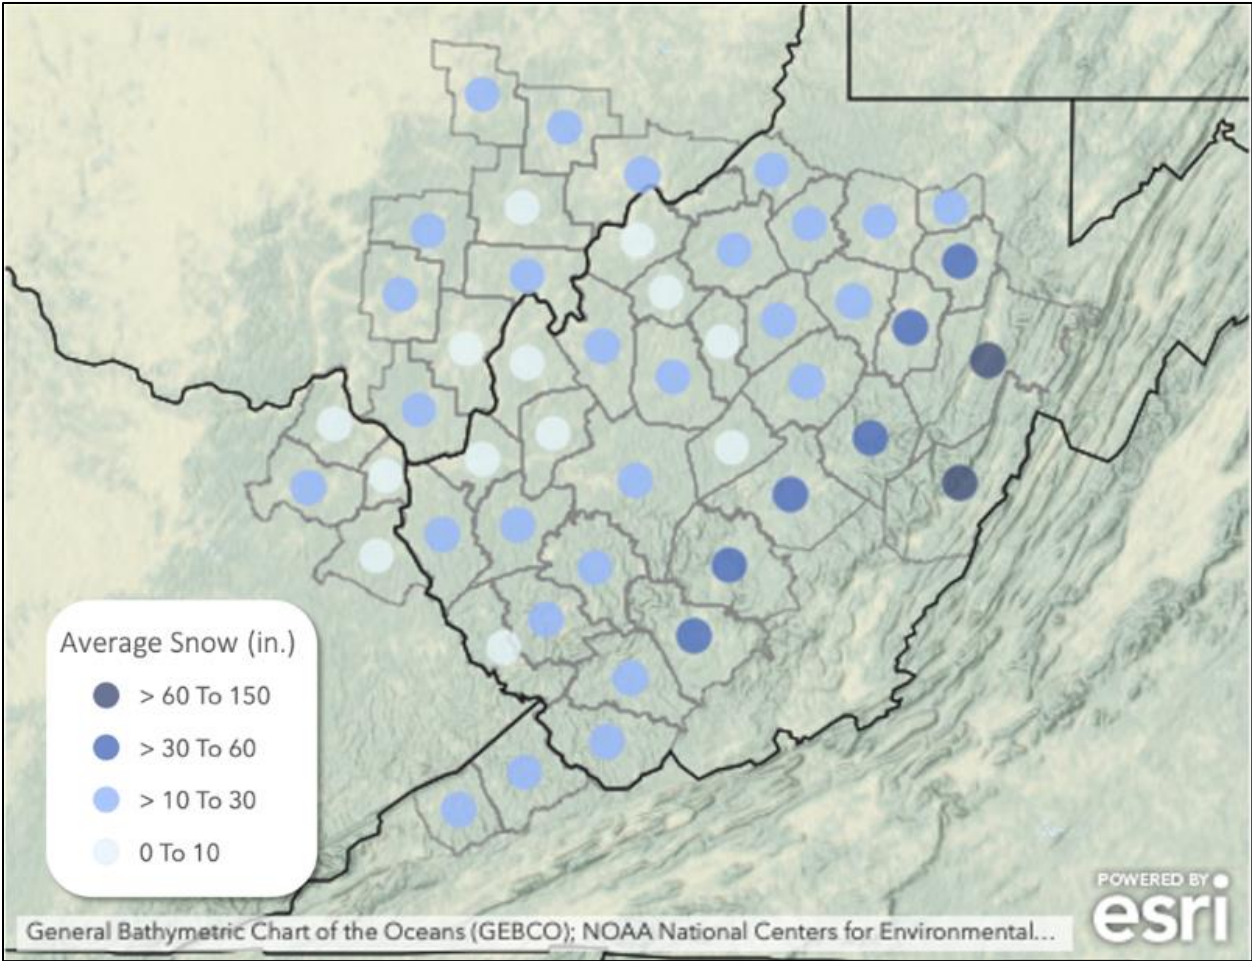 Average Snow (in.)
> 60 To 150
> 30 To 60
> 10 To 30
0 To 10
POWERED BY
esri
General Bathymetric Chart of the Oceans (GEBCO); NOAA National Centers for Environmental...